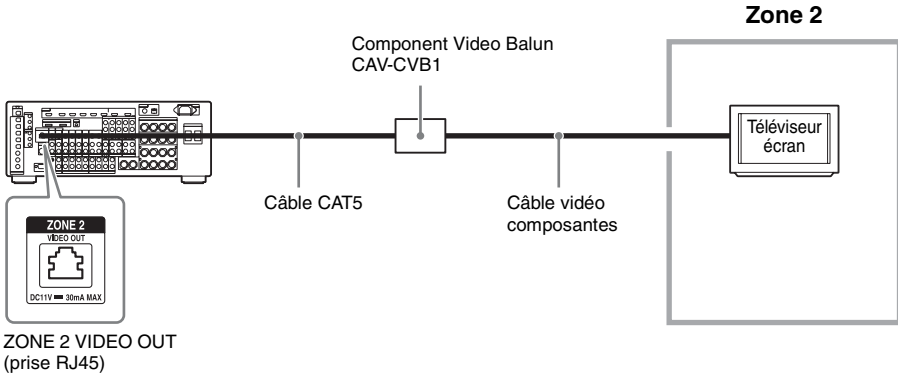 Zone 2
Component Video Balun
CAV-CVB1
Téléviseur
écran
Câble CAT5
Câble vidéo
composantes
ZONE 2
VIDEO OUT
DC11V 30mA MAX
ZONE 2 VIDEO OUT
(prise RJ45)